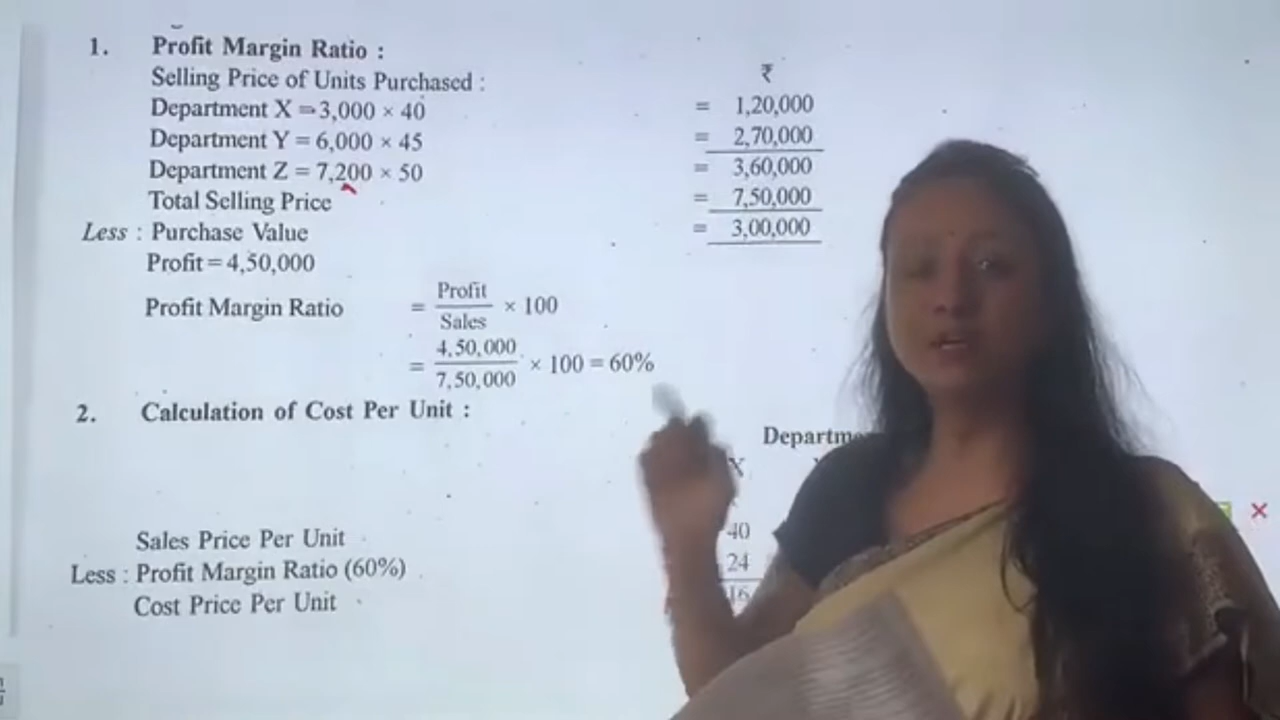 1. Profit Margin Ratio :
Selling Price of Units Purchased : ₹
Department X = 3,000 × 40 = 1,20,000
Department Y = 6,000 × 45 = 2,70,000
Department Z = 7,200 × 50 = 3,60,000
Total Selling Price = 7,50,000
Less : Purchase Value = 3,00,000
Profit = 4,50,000
Profit Margin Ratio = Profit / Sales × 100
= 4,50,000 / 7,50,000 × 100 = 60%
2. Calculation of Cost Per Unit :
X
Sales Price Per Unit 40
Less : Profit Margin Ratio (60%) 24
Cost Price Per Unit 16